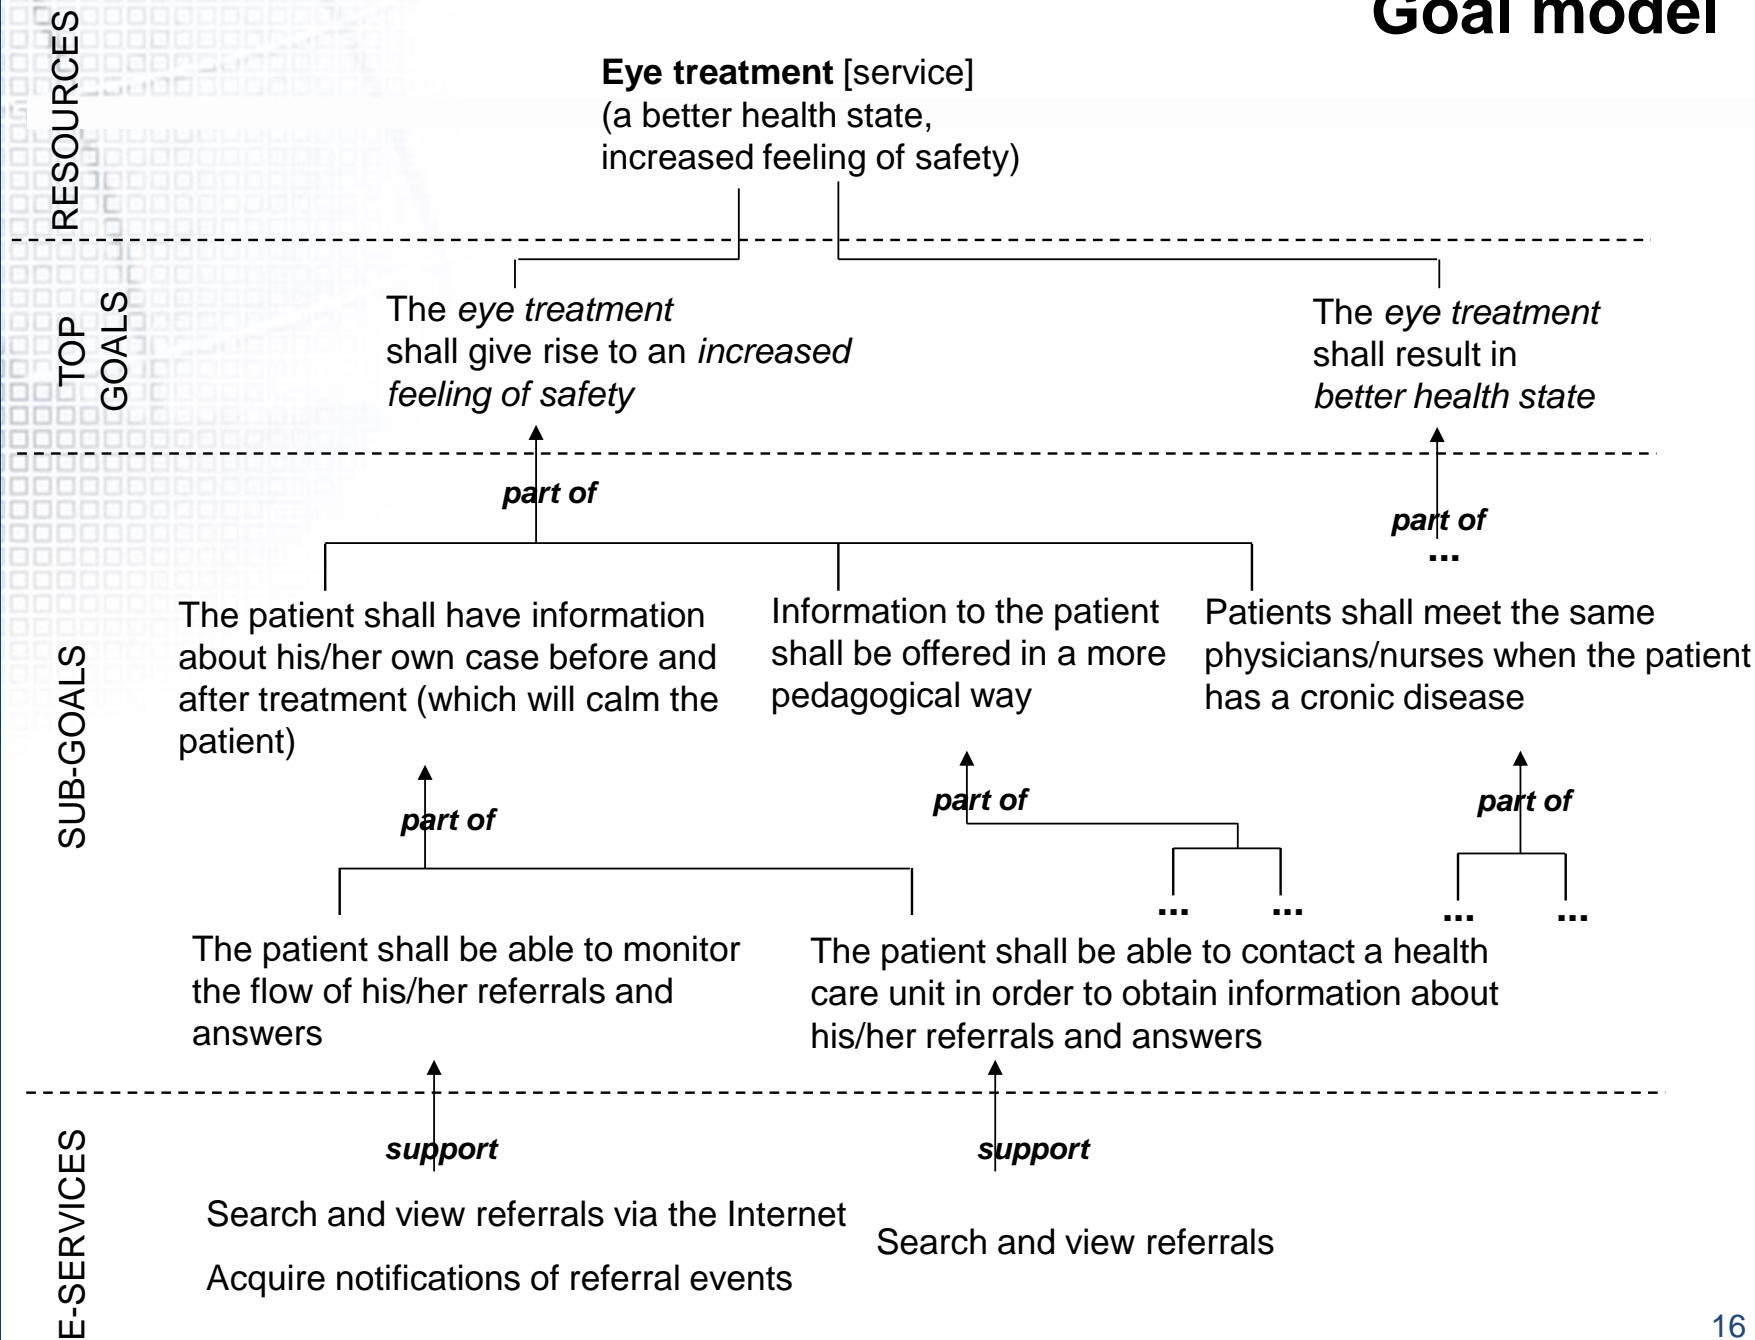 Goal model
RESOURCES
Eye treatment [service]
(a better health state,
increased feeling of safety)
TOP
GOALS
The eye treatment
shall give rise to an increased
feeling of safety
The eye treatment
shall result in
better health state
part of
part of
...
SUB-GOALS
The patient shall have information
about his/her own case before and
after treatment (which will calm the
patient)
Information to the patient
shall be offered in a more
pedagogical way
Patients shall meet the same
physicians/nurses when the patient
has a cronic disease
part of
part of
part of
... ...
... ...
The patient shall be able to monitor
the flow of his/her referrals and
answers
The patient shall be able to contact a health
care unit in order to obtain information about
his/her referrals and answers
E-SERVICES
support
support
Search and view referrals via the Internet
Acquire notifications of referral events
Search and view referrals
16